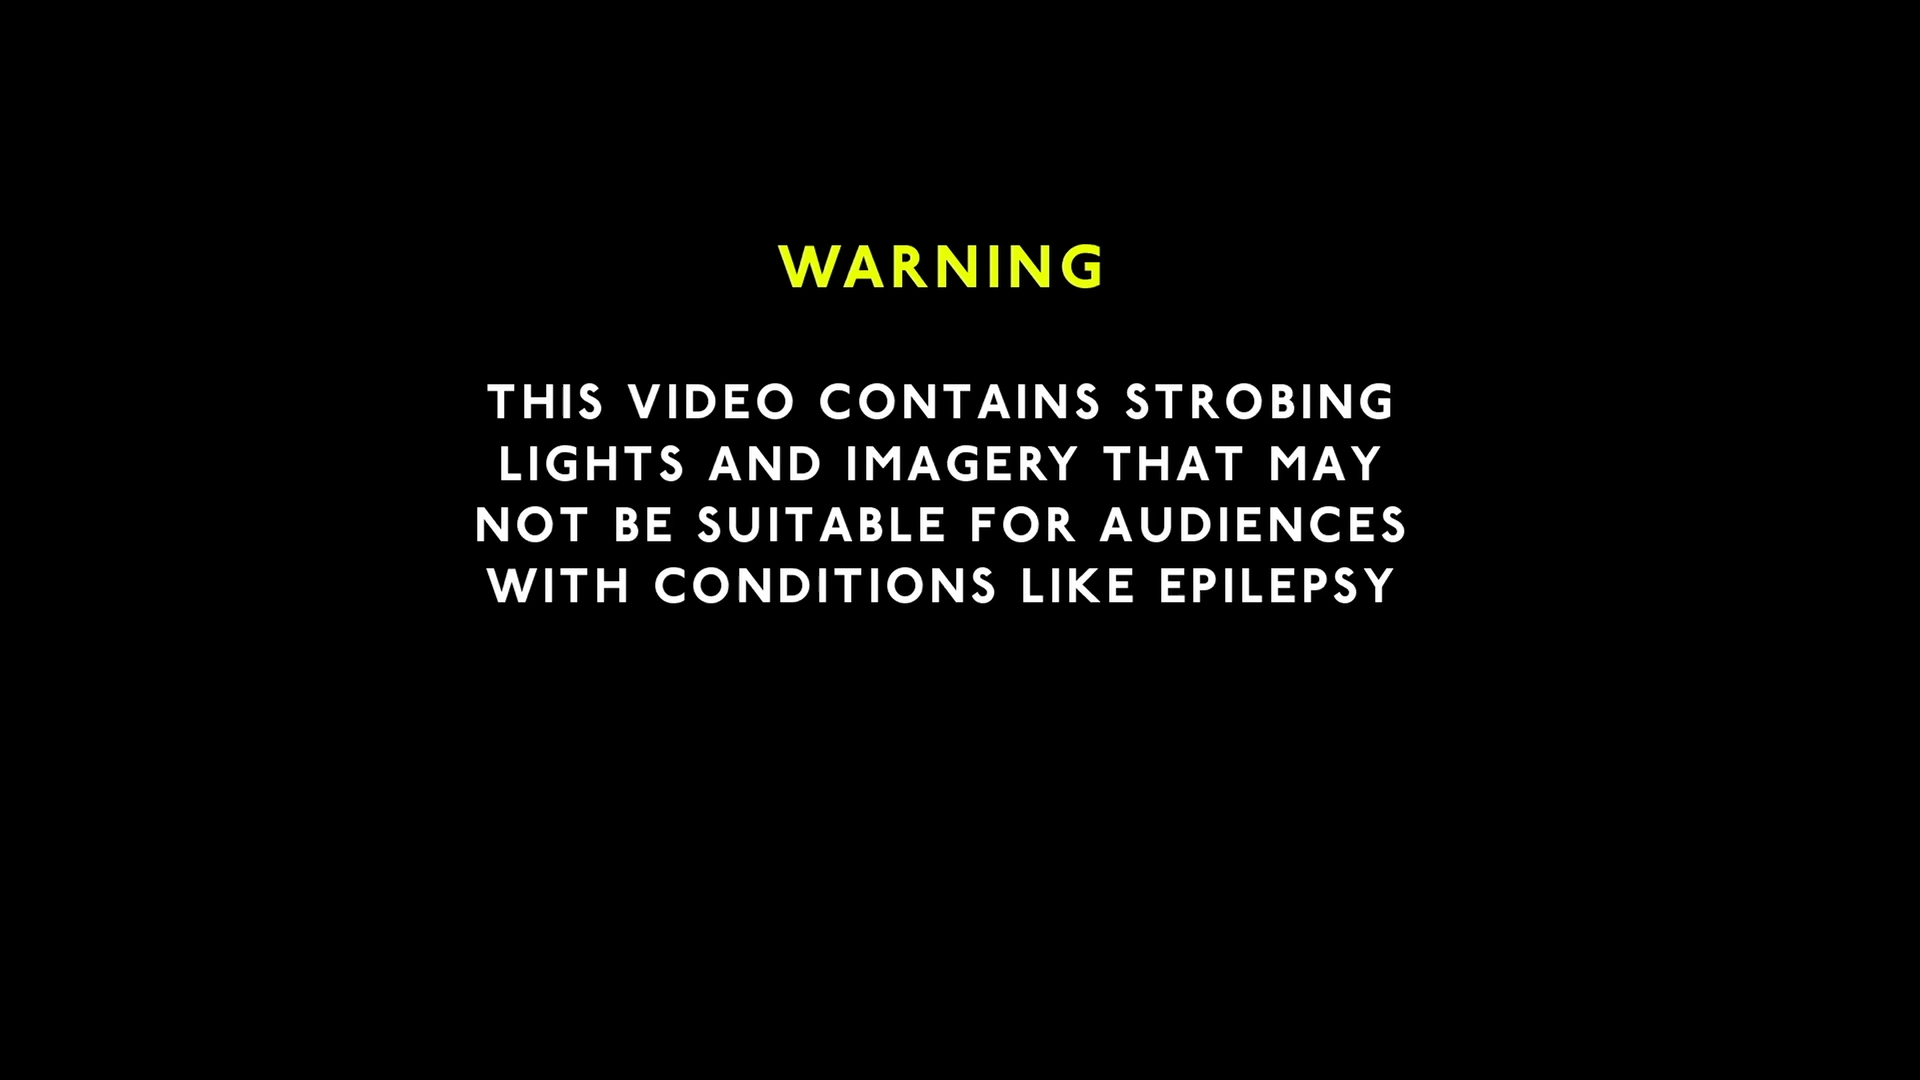 WARNING
THIS VIDEO CONTAINS STROBING
LIGHTS AND IMAGERY THAT MAY
NOT BE SUITABLE FOR AUDIENCES
WITH CONDITIONS LIKE EPILEPSY